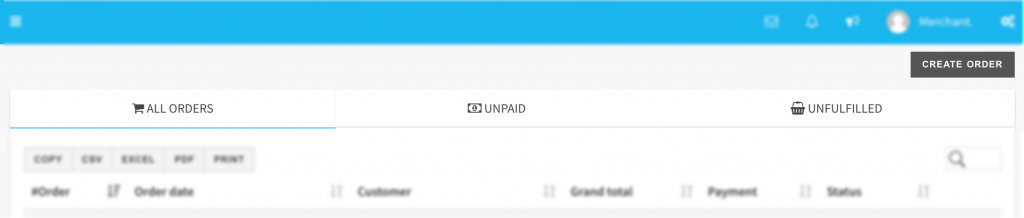 Merchant.
CREATE ORDER
ALL ORDERS UNPAID UNFULFILLED
COPY CSV EXCEL PDF PRINT
#Order Order date Customer Grand total Payment Status